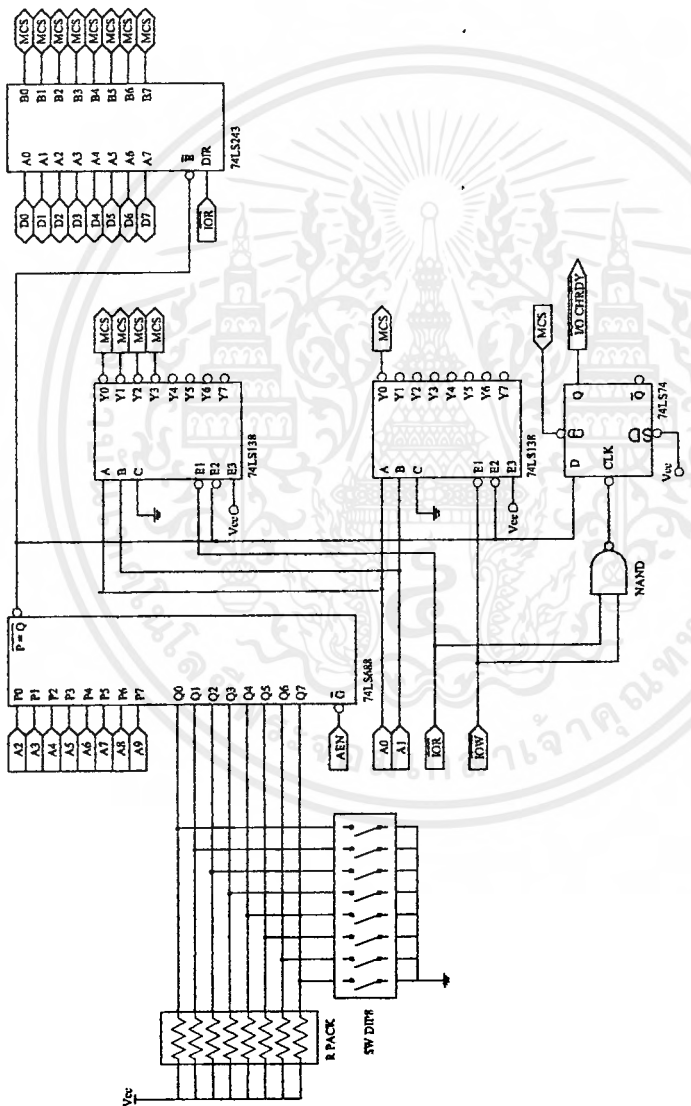 Vcc
R PACK
SW DIP8
A2
A3
A4
A5
A6
A7
A8
A9
P0
P1
P2
P3
P4
P5
P6
P7
P = Q
Q0
Q1
Q2
Q3
Q4
Q5
Q6
Q7
G
74LS688
AEN
A0
A1
IOR
IOW
A
B
C
E1
E2
E3
Vcc
Y0
Y1
Y2
Y3
Y4
Y5
Y6
Y7
74LS138
MCS
MCS
MCS
MCS
A
B
C
E1
E2
E3
Vcc
Y0
Y1
Y2
Y3
Y4
Y5
Y6
Y7
74LS138
MCS
NAND
D
CLK
Q
Q
SD
74LS74
Vcc
MCS
I/O CHRDY
D0
D1
D2
D3
D4
D5
D6
D7
IOR
A0
A1
A2
A3
A4
A5
A6
A7
E
DIR
B0
B1
B2
B3
B4
B5
B6
B7
74LS243
MCS
MCS
MCS
MCS
MCS
MCS
MCS
MCS